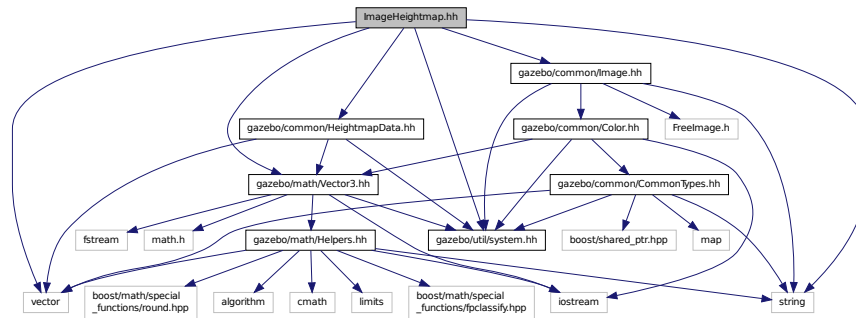 ImageHeightmap.hh
gazebo/common/Image.hh
gazebo/common/HeightmapData.hh
gazebo/common/Color.hh
FreeImage.h
gazebo/math/Vector3.hh
gazebo/common/CommonTypes.hh
fstream
math.h
gazebo/math/Helpers.hh
gazebo/util/system.hh
boost/shared_ptr.hpp
map
vector
boost/math/special
_functions/round.hpp
algorithm
cmath
limits
boost/math/special
_functions/fpclassify.hpp
iostream
string